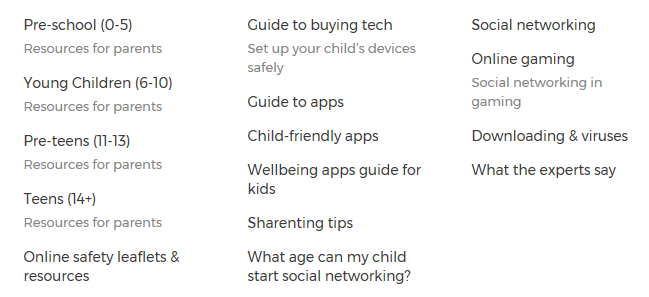 Pre-school (0-5)
Resources for parents
Young Children (6-10)
Resources for parents
Pre-teens (11-13)
Resources for parents
Teens (14+)
Resources for parents
Online safety leaflets &
resources
Guide to buying tech
Set up your child's devices
safely
Guide to apps
Child-friendly apps
Wellbeing apps guide for
kids
Sharenting tips
What age can my child
start social networking?
Social networking
Online gaming
Social networking in
gaming
Downloading & viruses
What the experts say